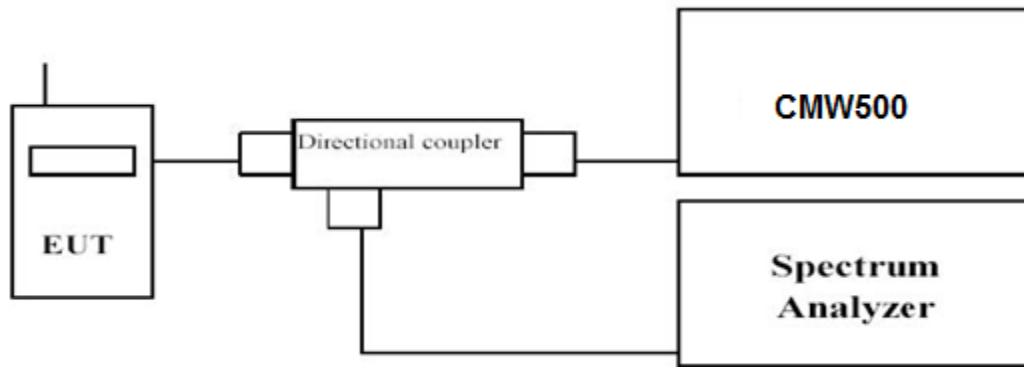 CMW500
Directional coupler
EUT
Spectrum
Analyzer